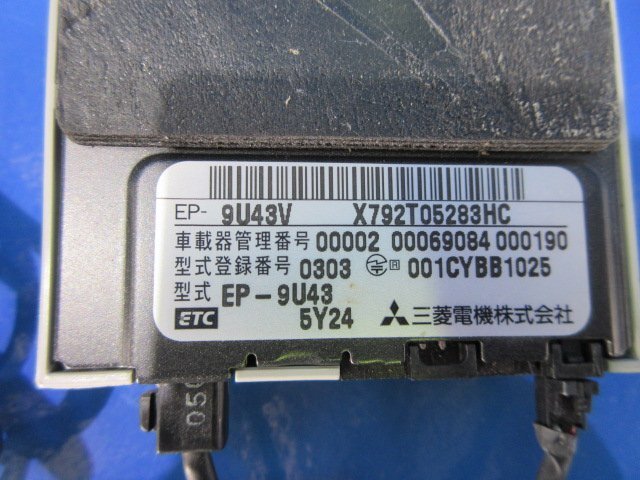 EP- 9U43V X792T05283HC
車載器管理番号 00002 00069084 000190
型式登録番号 0303 R 001CYBB1025
型式 EP-9U43
ETC 5Y24 三菱電機株式会社